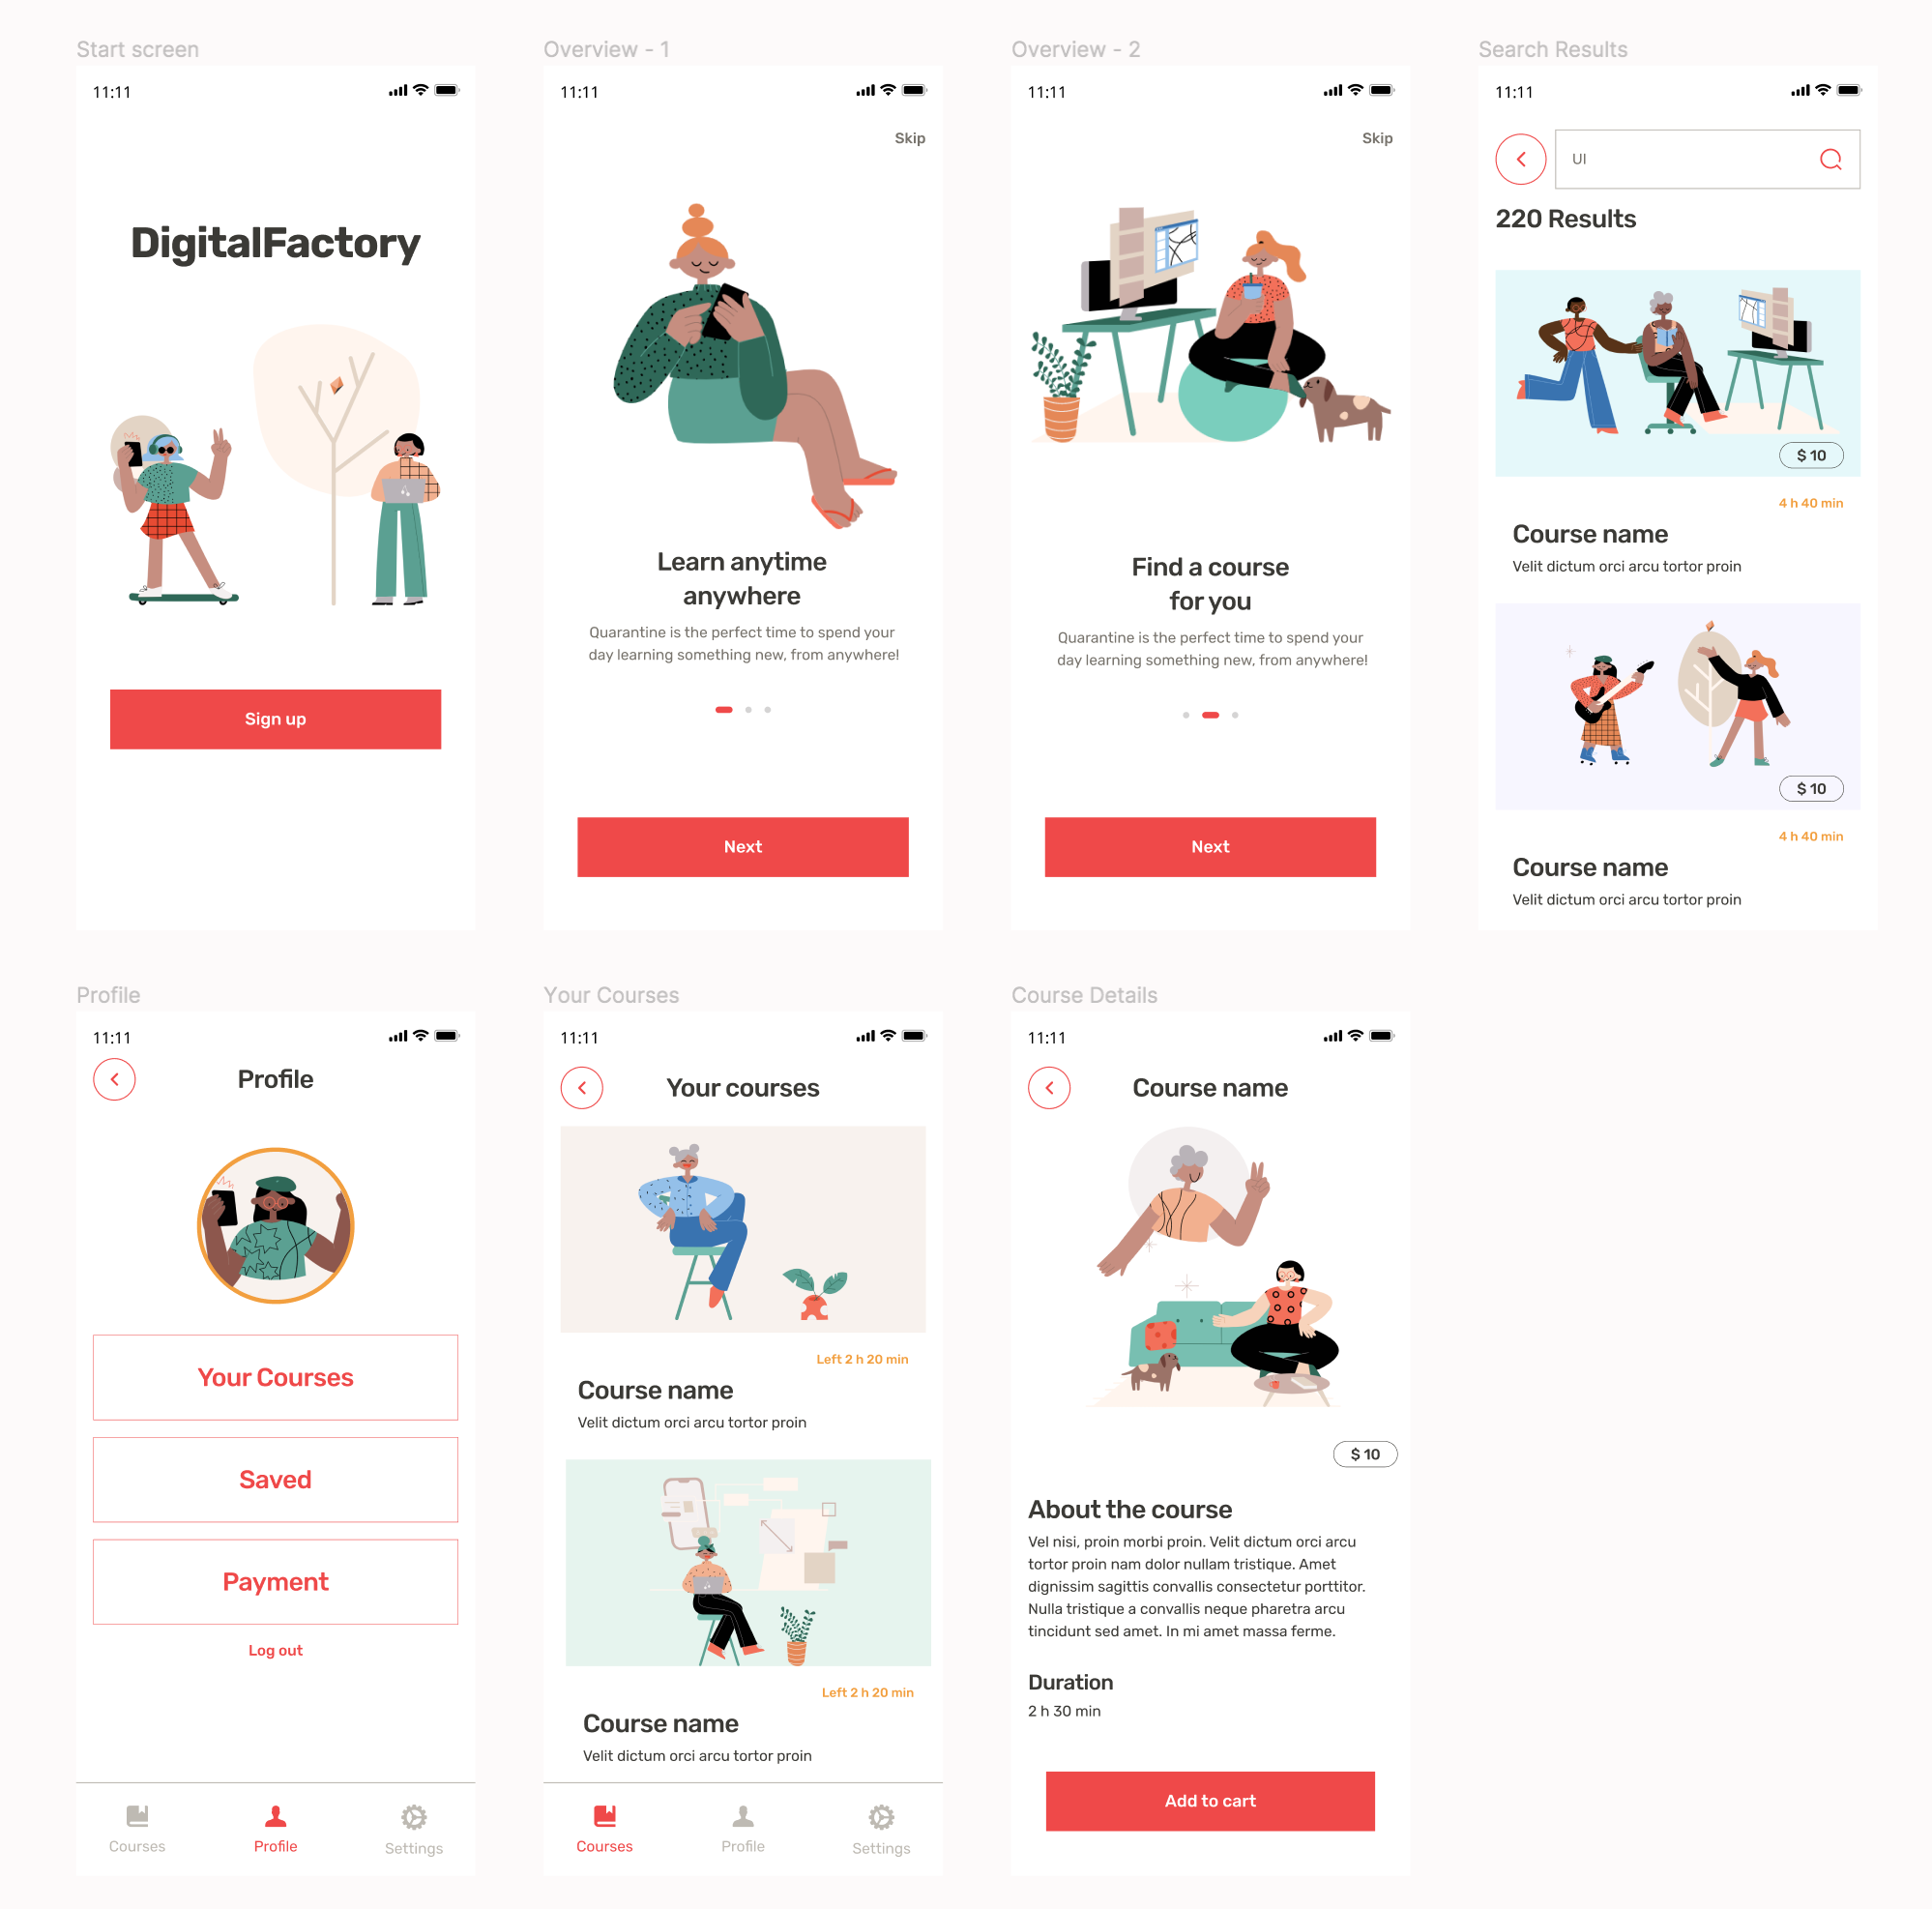 Start screen
11:11
DigitalFactory
Sign up
Overview - 1
11:11
Skip
Learn anytime
anywhere
Quarantine is the perfect time to spend your
day learning something new, from anywhere!
Next
Overview - 2
11:11
Skip
Find a course
for you
Quarantine is the perfect time to spend your
day learning something new, from anywhere!
Next
Search Results
11:11
UI
220 Results
$ 10
4 h 40 min
Course name
Velit dictum orci arcu tortor proin
$ 10
4 h 40 min
Course name
Velit dictum orci arcu tortor proin
Profile
11:11
Profile
Your Courses
Saved
Payment
Log out
Courses
Profile
Settings
Your Courses
11:11
Your courses
Left 2 h 20 min
Course name
Velit dictum orci arcu tortor proin
Left 2 h 20 min
Course name
Velit dictum orci arcu tortor proin
Courses
Profile
Settings
Course Details
11:11
Course name
$ 10
About the course
Vel nisi, proin morbi proin. Velit dictum orci arcu
tortor proin nam dolor nullam tristique. Amet
dignissim sagittis convallis consectetur porttitor.
Nulla tristique a convallis neque pharetra arcu
tincidunt sed amet. In mi amet massa ferme.
Duration
2 h 30 min
Add to cart